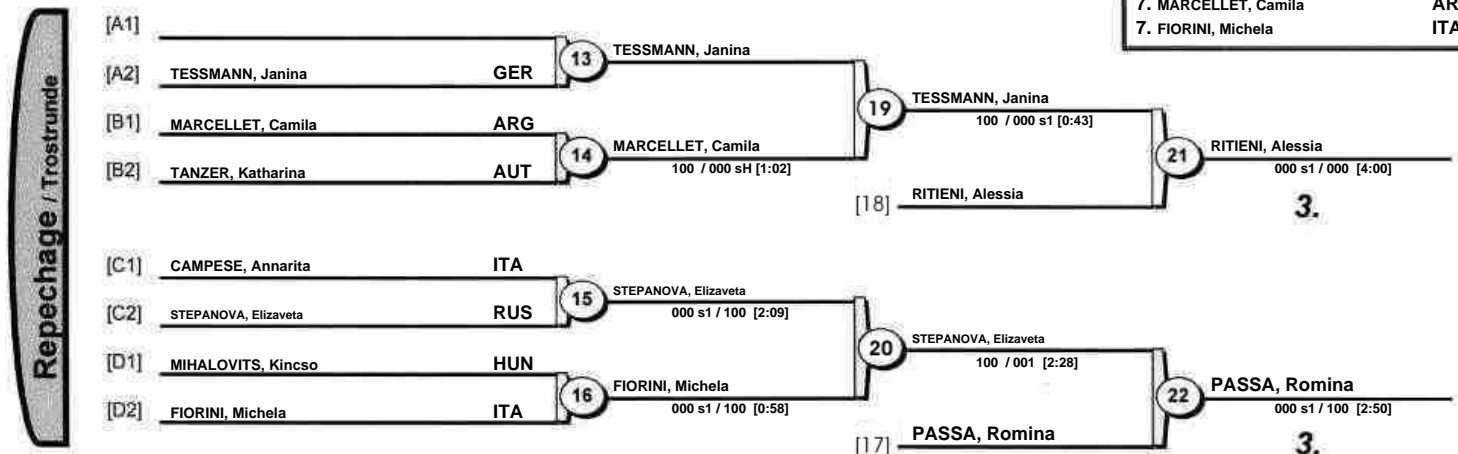 7. MARCELLET, Camila AR
7. FIORINI, Michela ITA
Repechage / Trostrunde
[A1]
[A2] TESSMANN, Janina GER
13
TESSMANN, Janina
[B1] MARCELLET, Camila ARG
[B2] TANZER, Katharina AUT
14
MARCELLET, Camila
100 / 000 sH [1:02]
19
TESSMANN, Janina
100 / 000 s1 [0:43]
[18] RITIENI, Alessia
21
RITIENI, Alessia
000 s1 / 000 [4:00]
3.
[C1] CAMPESE, Annarita ITA
[C2] STEPANOVA, Elizaveta RUS
15
STEPANOVA, Elizaveta
000 s1 / 100 [2:09]
[D1] MIHALOVITS, Kincso HUN
[D2] FIORINI, Michela ITA
16
FIORINI, Michela
000 s1 / 100 [0:58]
20
STEPANOVA, Elizaveta
100 / 001 [2:28]
[17] PASSA, Romina
22
PASSA, Romina
000 s1 / 100 [2:50]
3.